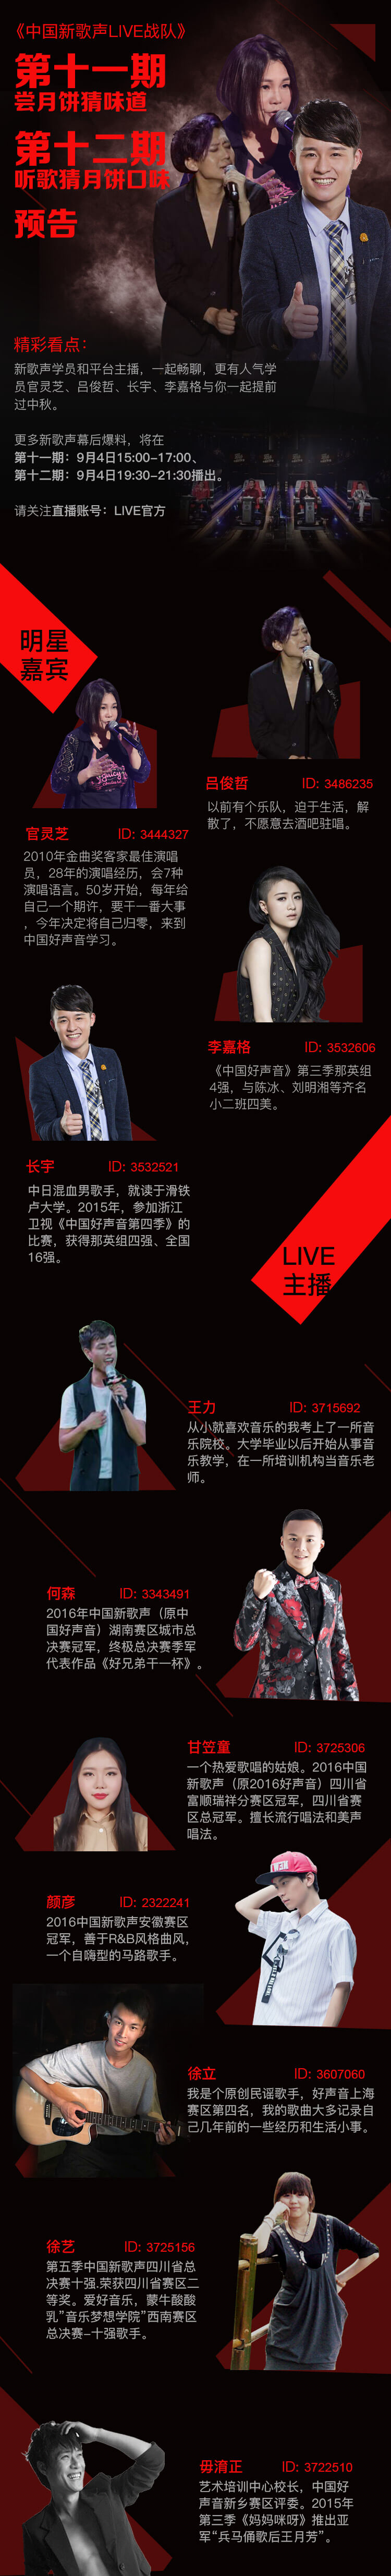 《中国新歌声LIVE战队》
第十一期
尝月饼猜味道
第十二期
听歌猜月饼口味
预告
精彩看点：
新歌声学员和平台主播，一起畅聊，更有人气学
员官灵芝、吕俊哲、长宇、李嘉格与你一起提前
过中秋。
更多新歌声幕后爆料，将在
第十一期：9月4日15:00-17:00、
第十二期：9月4日19:30-21:30播出。
请关注直播账号：LIVE官方
明星
嘉宾
吕俊哲 ID: 3486235
以前有个乐队，迫于生活，解
散了，不愿意去酒吧驻唱。
官灵芝 ID: 3444327
2010年金曲奖客家最佳演唱
员，28年的演唱经历，会7种
演唱语言。50岁开始，每年给
自己一个期许，要干一番大事
，今年决定将自己归零，来到
中国好声音学习。
李嘉格 ID: 3532606
《中国好声音》第三季那英组
4强，与陈冰、刘明湘等齐名
小二班四美。
长宇 ID: 3532521
中日混血男歌手，就读于滑铁
卢大学。2015年，参加浙江
卫视《中国好声音第四季》的
比赛，获得那英组四强、全国
16强。
LIVE
主播
王力 ID: 3715692
从小就喜欢音乐的我考上了一所音
乐院校。大学毕业以后开始从事音
乐教学，在一所培训机构当音乐老
师。
何森 ID: 3343491
2016年中国新歌声（原中
国好声音）湖南赛区城市总
决赛冠军，终极总决赛季军
代表作品《好兄弟干一杯》。
甘笠童 ID: 3725306
一个热爱歌唱的姑娘。2016中国
新歌声（原2016好声音）四川省
富顺瑞祥分赛区冠军，四川省赛
区总冠军。擅长流行唱法和美声
唱法。
颜彦 ID: 2322241
2016中国新歌声安徽赛区
冠军，善于R&B风格曲风，
一个自嗨型的马路歌手。
徐立 ID: 3607060
我是个原创民谣歌手，好声音上海
赛区第四名，我的歌曲大多记录自
己几年前的一些经历和生活小事。
徐艺 ID: 3725156
第五季中国新歌声四川省总
决赛十强.荣获四川省赛区二
等奖。爱好音乐，蒙牛酸酸
乳”音乐梦想学院”西南赛区
总决赛-十强歌手。
毋淯正 ID: 3722510
艺术培训中心校长，中国好
声音新乡赛区评委。2015年
第三季《妈妈咪呀》推出亚
军“兵马俑歌后王月芳”。